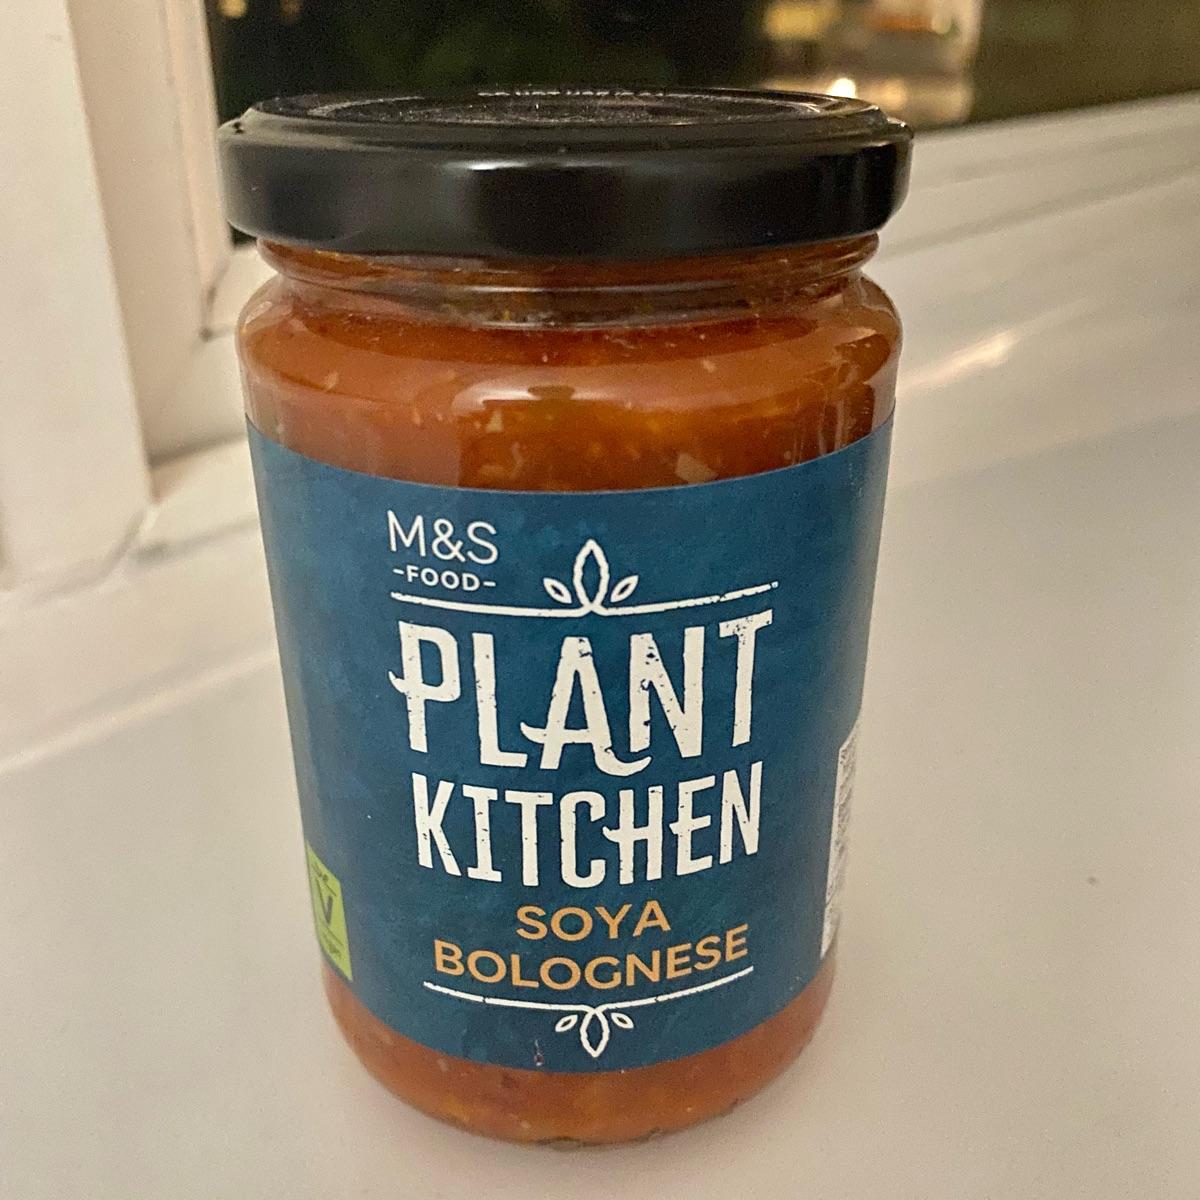 M&S
-FOOD-
PLANT
KITCHEN
SOYA
BOLOGNESE
V